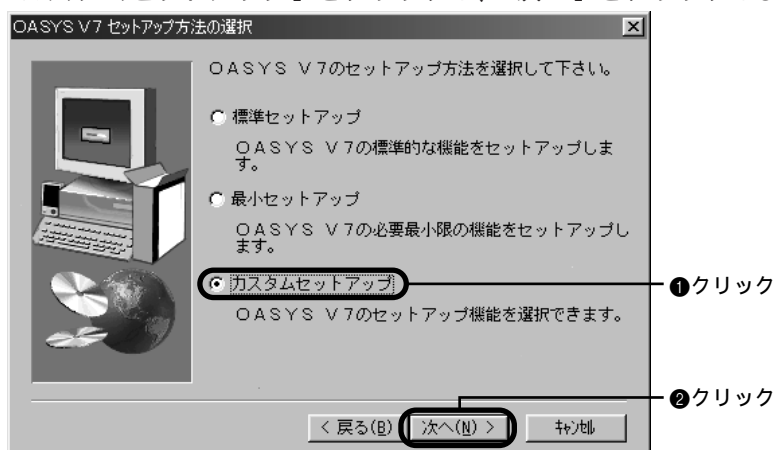 OASYS V7 セットアップ方法の選択
OASYS V7のセットアップ方法を選択して下さい。
標準セットアップ
OASYS V7の標準的な機能をセットアップしま
す。
最小セットアップ
OASYS V7の必要最小限の機能をセットアップし
ます。
カスタムセットアップ
❶クリック
OASYS V7のセットアップ機能を選択できます。
❷クリック
< 戻る(B)
次へ(N) >
キャンセル